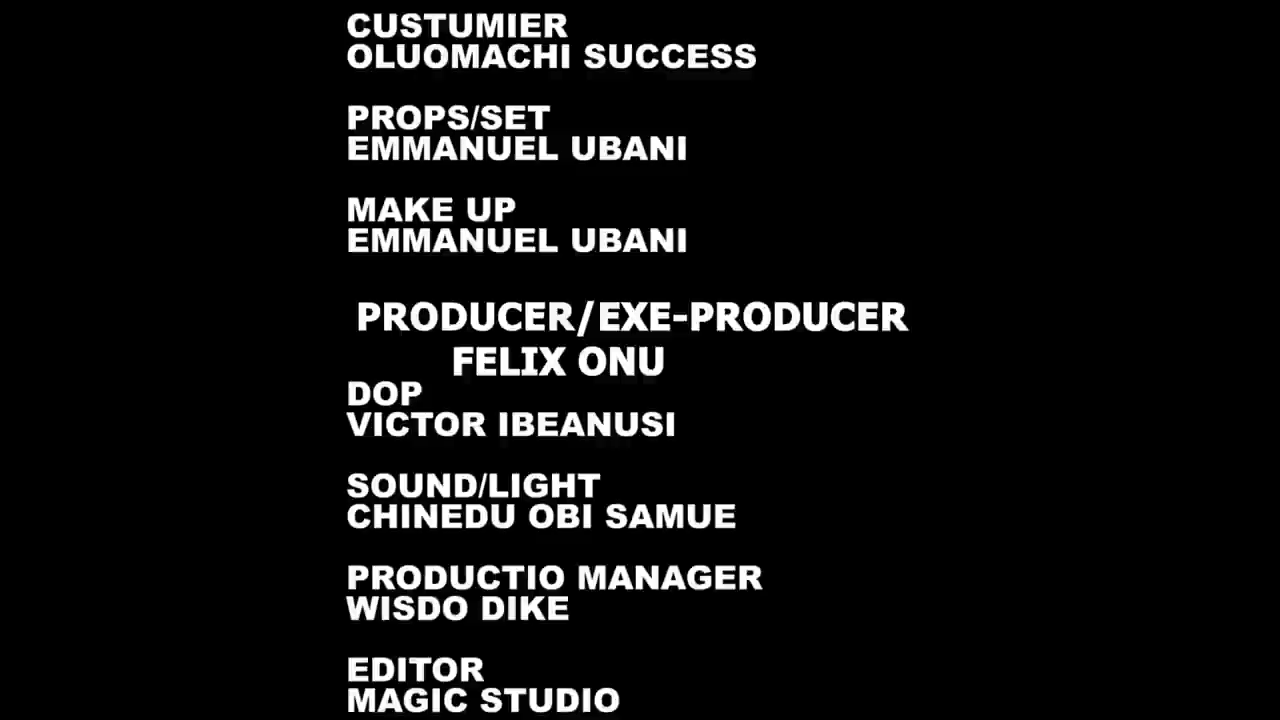 CUSTUMIER
OLUOMACHI SUCCESS
PROPS/SET
EMMANUEL UBANI
MAKE UP
EMMANUEL UBANI
PRODUCER/EXE-PRODUCER
FELIX ONU
DOP
VICTOR IBEANUSI
SOUND/LIGHT
CHINEDU OBI SAMUE
PRODUCTIO MANAGER
WISDO DIKE
EDITOR
MAGIC STUDIO